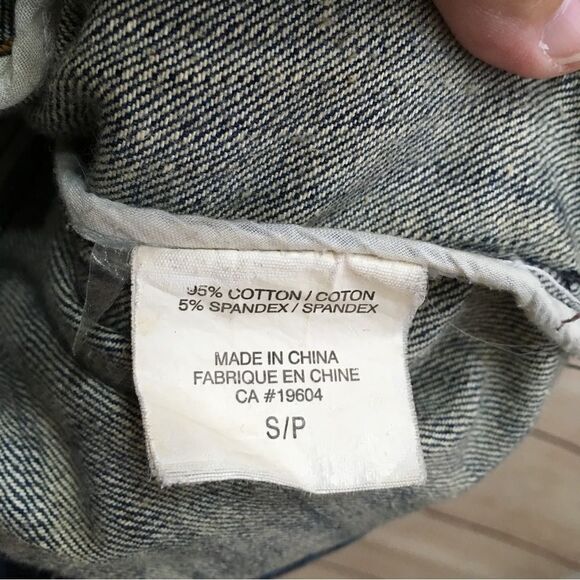 95% COTTON / COTON
5% SPANDEX / SPANDEX
MADE IN CHINA
FABRIQUE EN CHINE
CA #19604
S/P